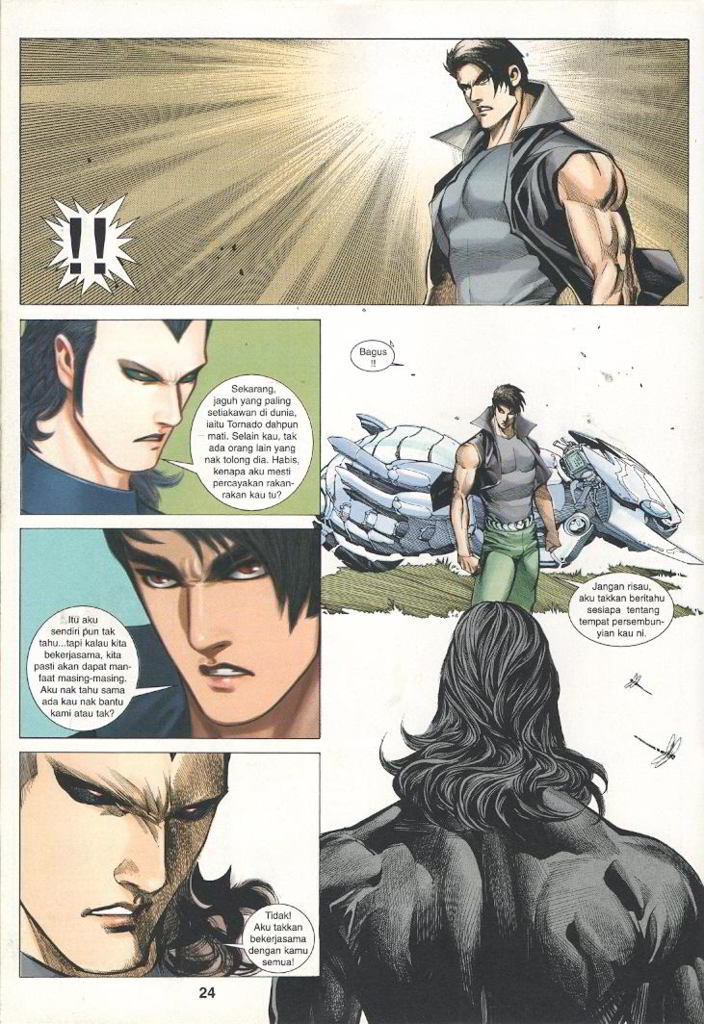 !!
Sekarang,
jaguh yang paling
setiakawan di dunia,
iaitu Tornado dahpun
mati. Selain kau, tak
ada orang lain yang
nak tolong dia. Habis,
kenapa aku mesti
percayakan rakan-
rakan kau tu?
Itu aku
sendiri pun tak
tahu...tapi kalau kita
bekerjasama, kita
pasti akan dapat man-
faat masing-masing.
Aku nak tahu sama
ada kau nak bantu
kami atau tak?
Tidak!
Aku takkan
bekerjasama
dengan kamu
semua!
Bagus
!!
Jangan risau,
aku takkan beritahu
sesiapa tentang
tempat persembun-
yian kau ni.
24